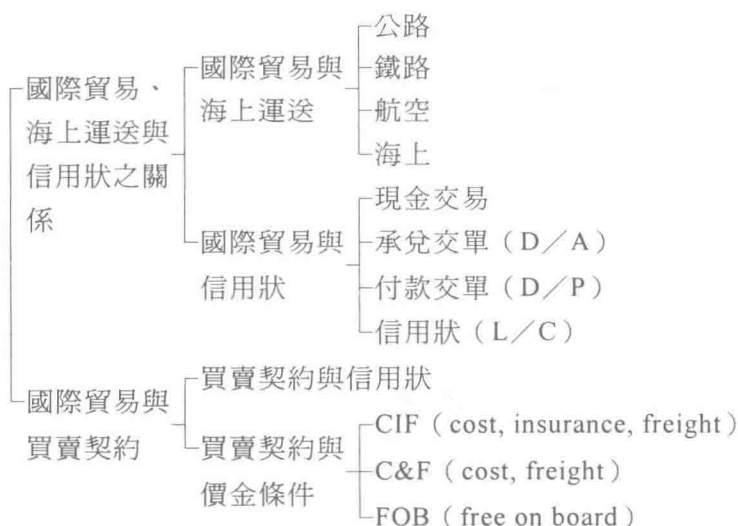 國際貿易、
海上運送與
信用狀之關
係
國際貿易與
海上運送
公路
鐵路
航空
海上
國際貿易與
信用狀
現金交易
承兌交單（D／A）
付款交單（D／P）
信用狀（L／C）
國際貿易與
買賣契約
買賣契約與信用狀
買賣契約與
價金條件
CIF（cost, insurance, freight）
C&F（cost, freight）
FOB（free on board）